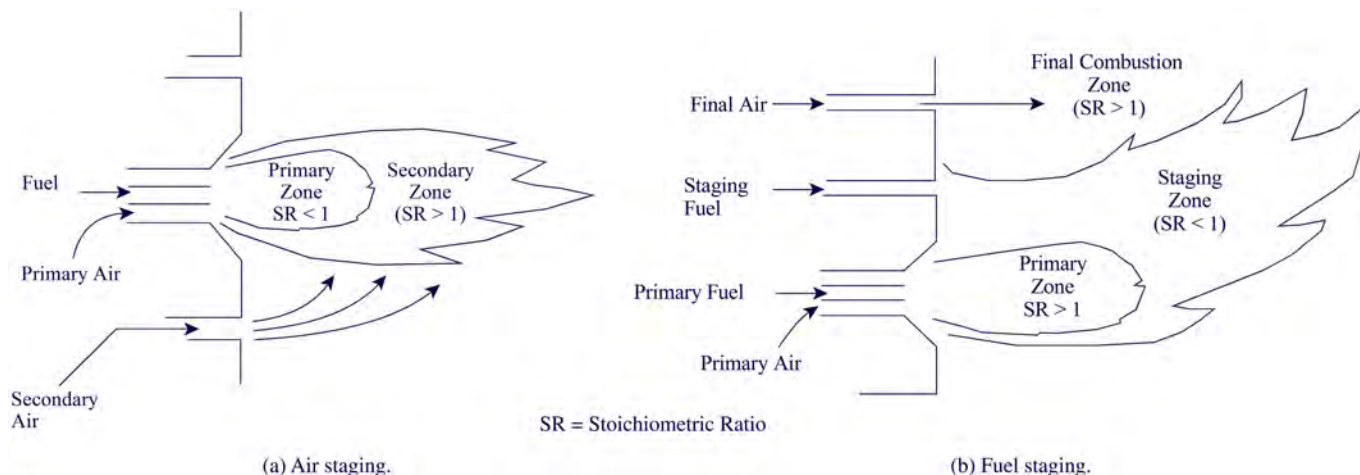 Fuel
Primary Air
Secondary
Air
Primary
Zone
SR < 1
Secondary
Zone
(SR > 1)
(a) Air staging.
SR = Stoichiometric Ratio
Final Air
Staging
Fuel
Primary Fuel
Primary Air
Final Combustion
Zone
(SR > 1)
Staging
Zone
(SR < 1)
Primary
Zone
SR > 1
(b) Fuel staging.